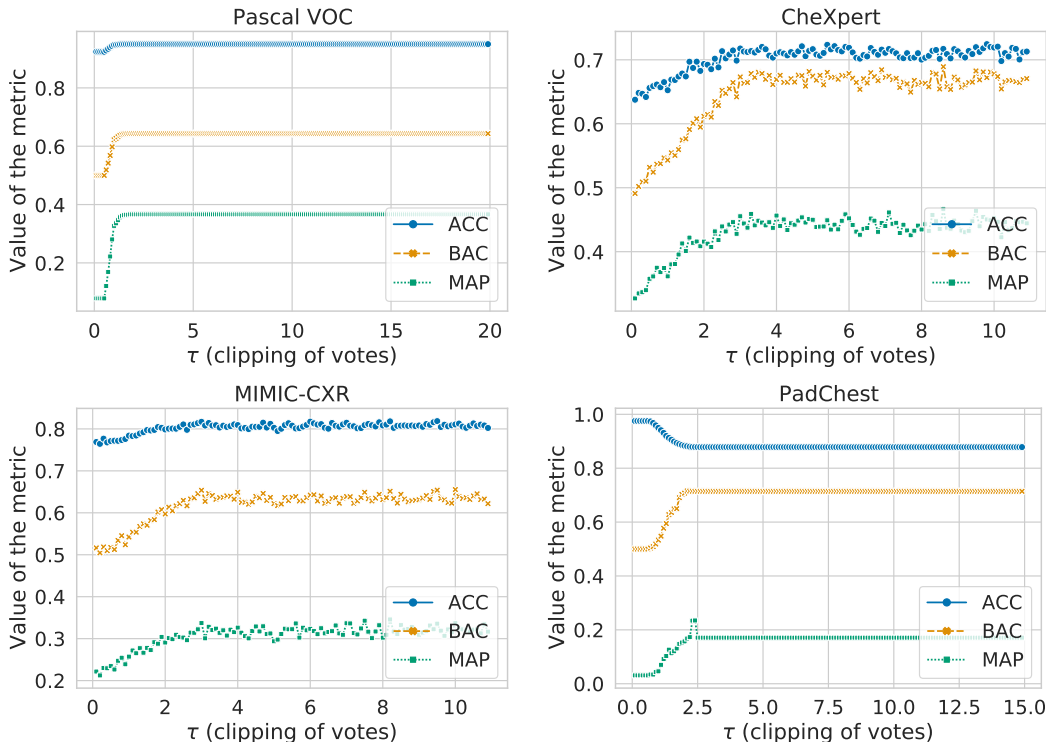 Pascal VOC
Value of the metric
0.8
0.6
0.4
0.2
ACC
BAC
MAP
0 5 10 15 20
τ (clipping of votes)
CheXpert
Value of the metric
0.7
0.6
0.5
0.4
ACC
BAC
MAP
0 2 4 6 8 10
τ (clipping of votes)
MIMIC-CXR
Value of the metric
0.8
0.7
0.6
0.5
0.4
0.3
0.2
ACC
BAC
MAP
0 2 4 6 8 10
τ (clipping of votes)
PadChest
Value of the metric
1.0
0.8
0.6
0.4
0.2
0.0
ACC
BAC
MAP
0.0 2.5 5.0 7.5 10.0 12.5 15.0
τ (clipping of votes)